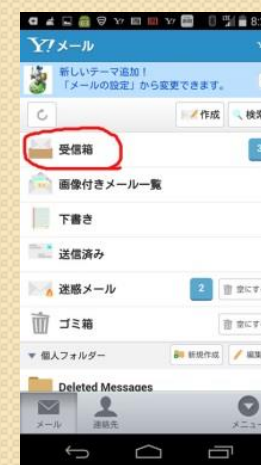 8:
Y!メール
新しいテーマ追加！
「メールの設定」から変更できます。
作成 検索
受信箱
画像付きメール一覧
下書き
送信済み
迷惑メール 2 空にす
ゴミ箱 空にす
▼ 個人フォルダー 新規作成 編集
Deleted Messages
メール 連絡先 メニュー